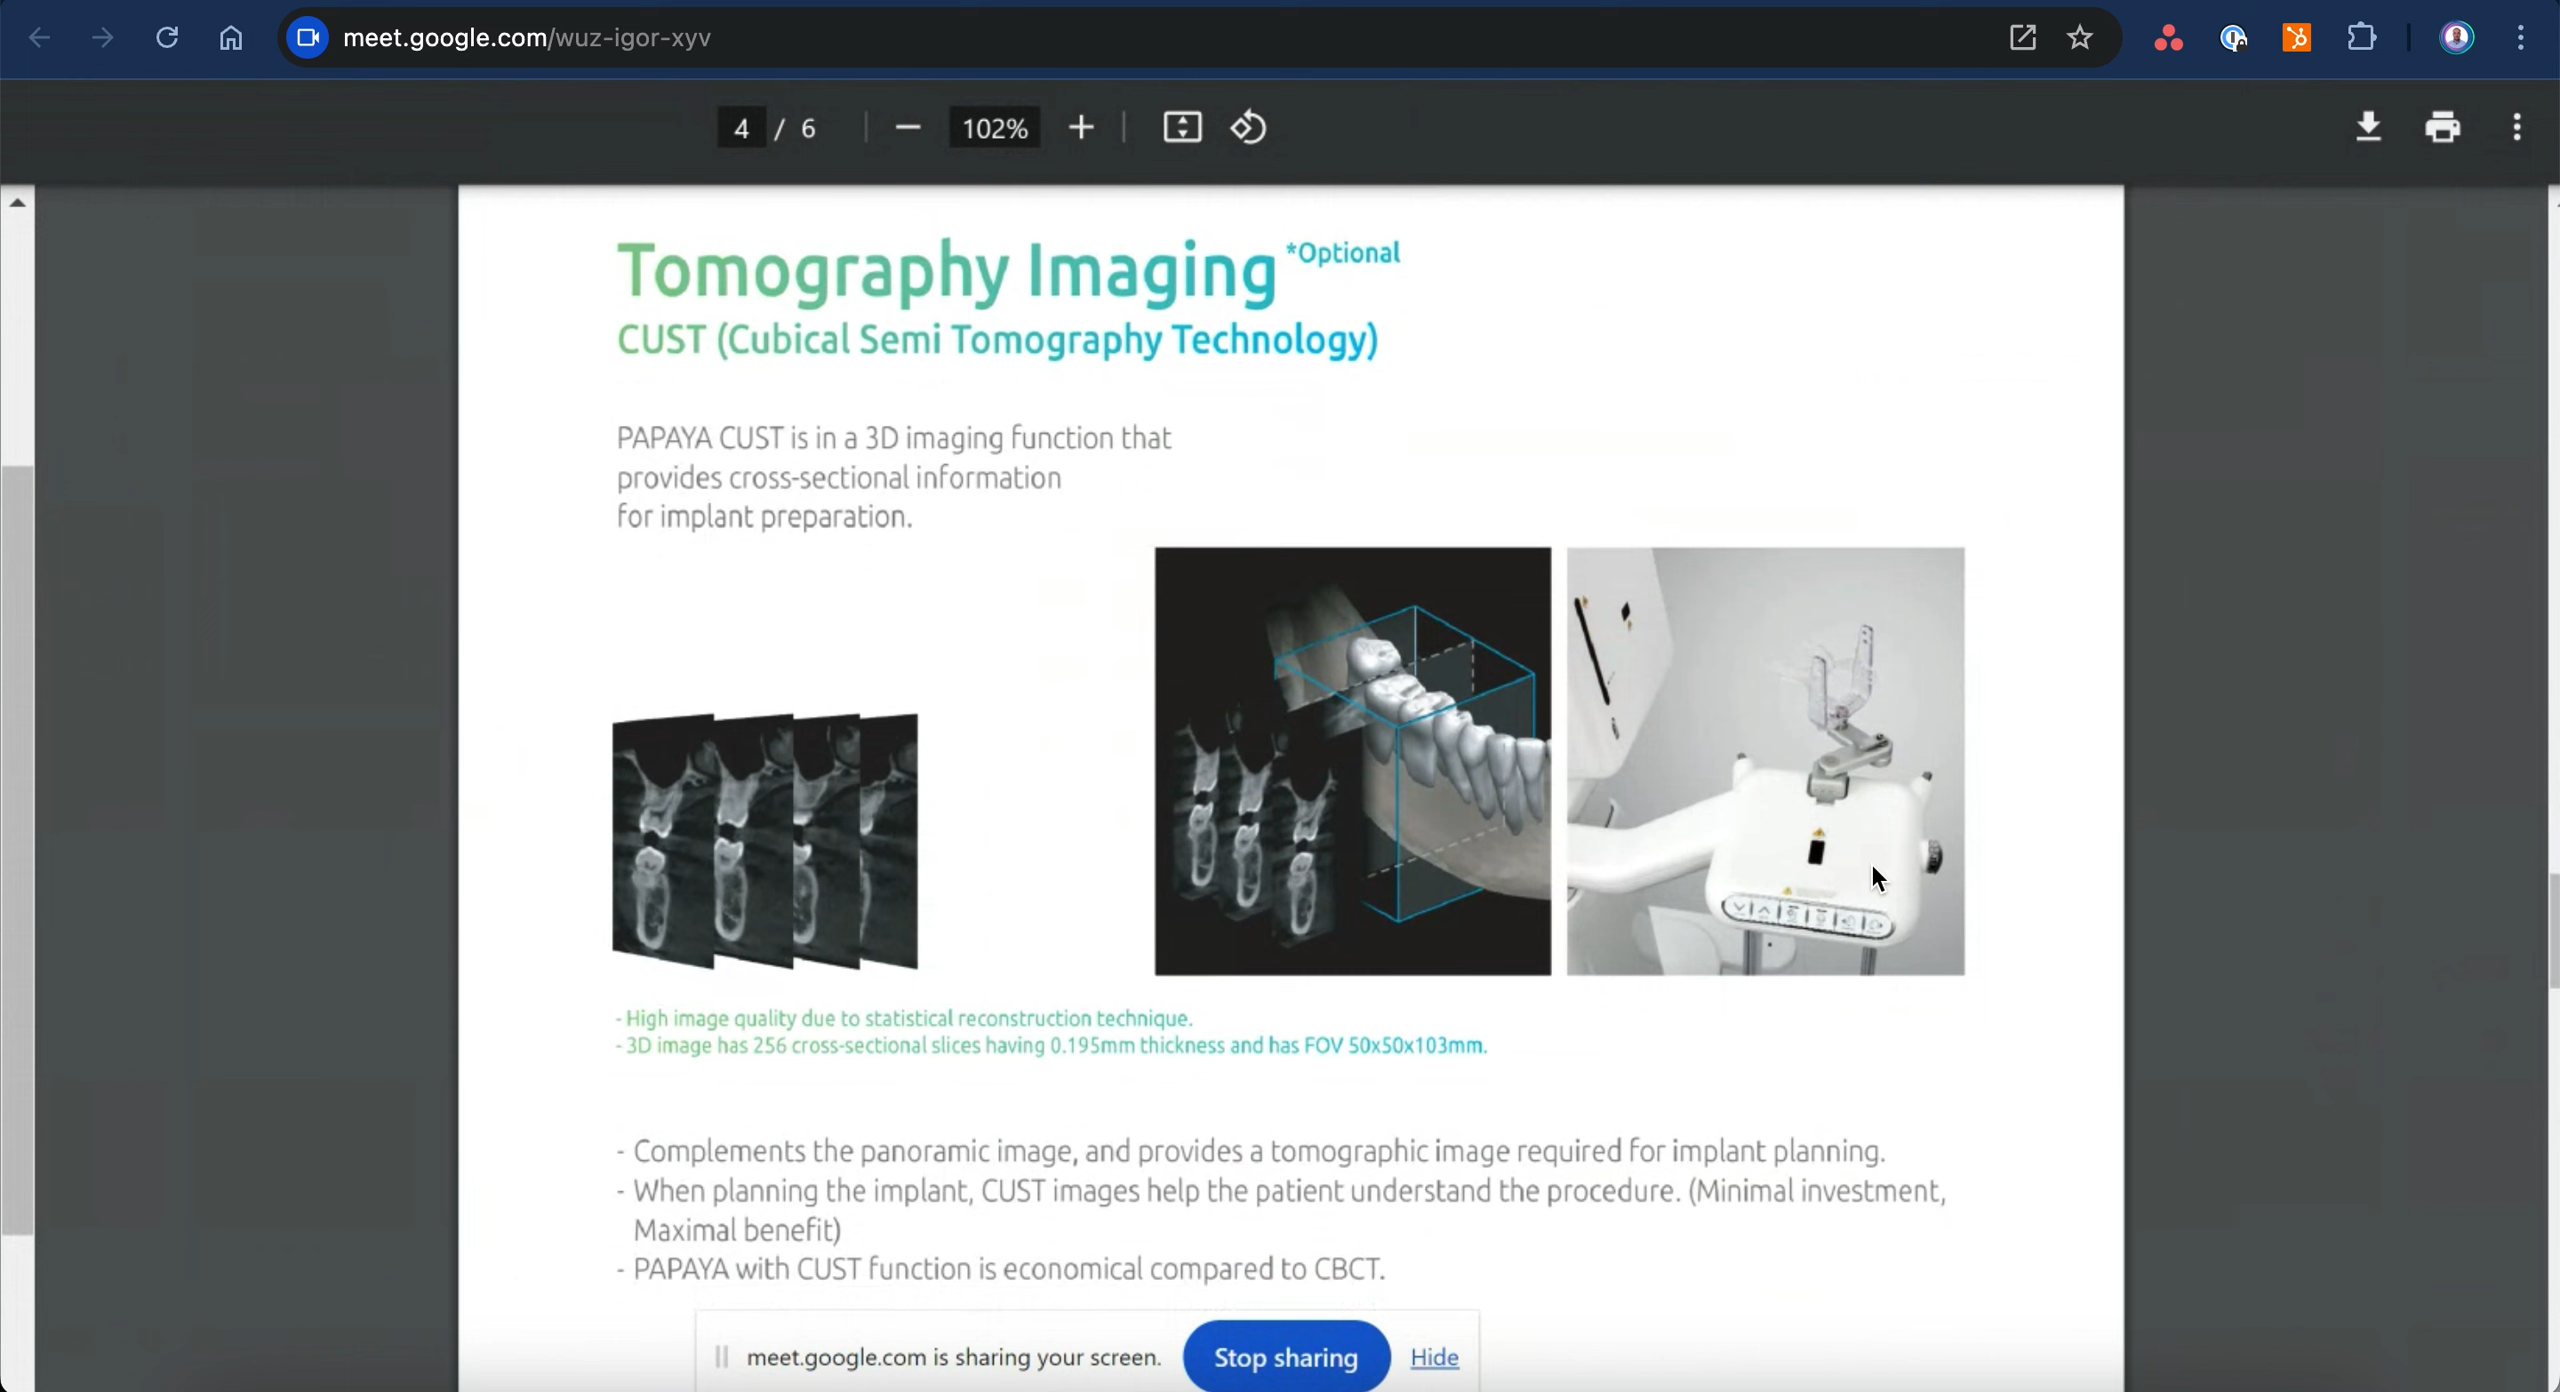 meet.google.com/wuz-igor-xyv
4 / 6
102%
Tomography Imaging *Optional
CUST (Cubical Semi Tomography Technology)
PAPAYA CUST is in a 3D imaging function that
provides cross-sectional information
for implant preparation.
- High image quality due to statistical reconstruction technique.
- 3D image has 256 cross-sectional slices having 0.195mm thickness and has FOV 50x50x103mm.
- Complements the panoramic image, and provides a tomographic image required for implant planning.
- When planning the implant, CUST images help the patient understand the procedure. (Minimal investment,
Maximal benefit)
- PAPAYA with CUST function is economical compared to CBCT.
meet.google.com is sharing your screen.
Stop sharing
Hide